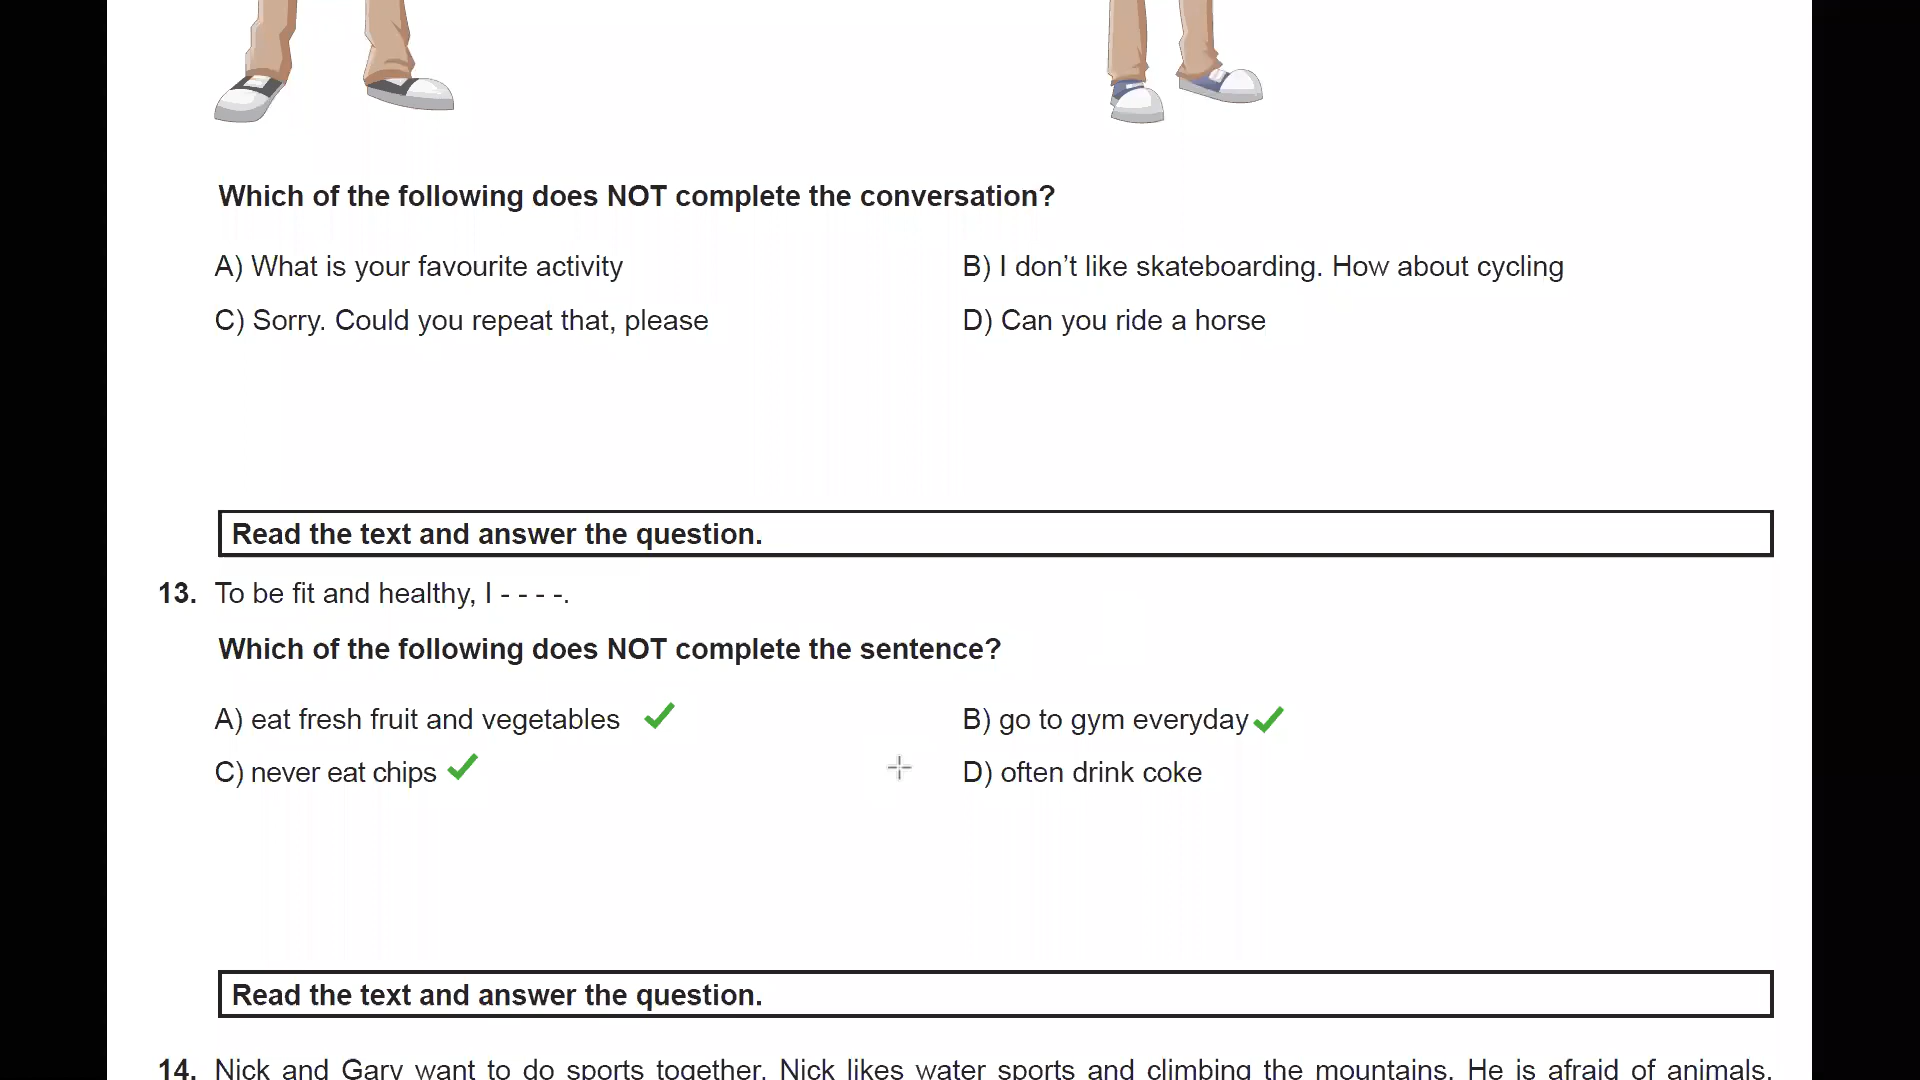 Which of the following does NOT complete the conversation?
A) What is your favourite activity
B) I don’t like skateboarding. How about cycling
C) Sorry. Could you repeat that, please
D) Can you ride a horse
Read the text and answer the question.
13. To be fit and healthy, I - - - -.
Which of the following does NOT complete the sentence?
A) eat fresh fruit and vegetables
B) go to gym everyday
C) never eat chips
D) often drink coke
Read the text and answer the question.
14. Nick and Gary want to do sports together. Nick likes water sports and climbing the mountains. He is afraid of animals.